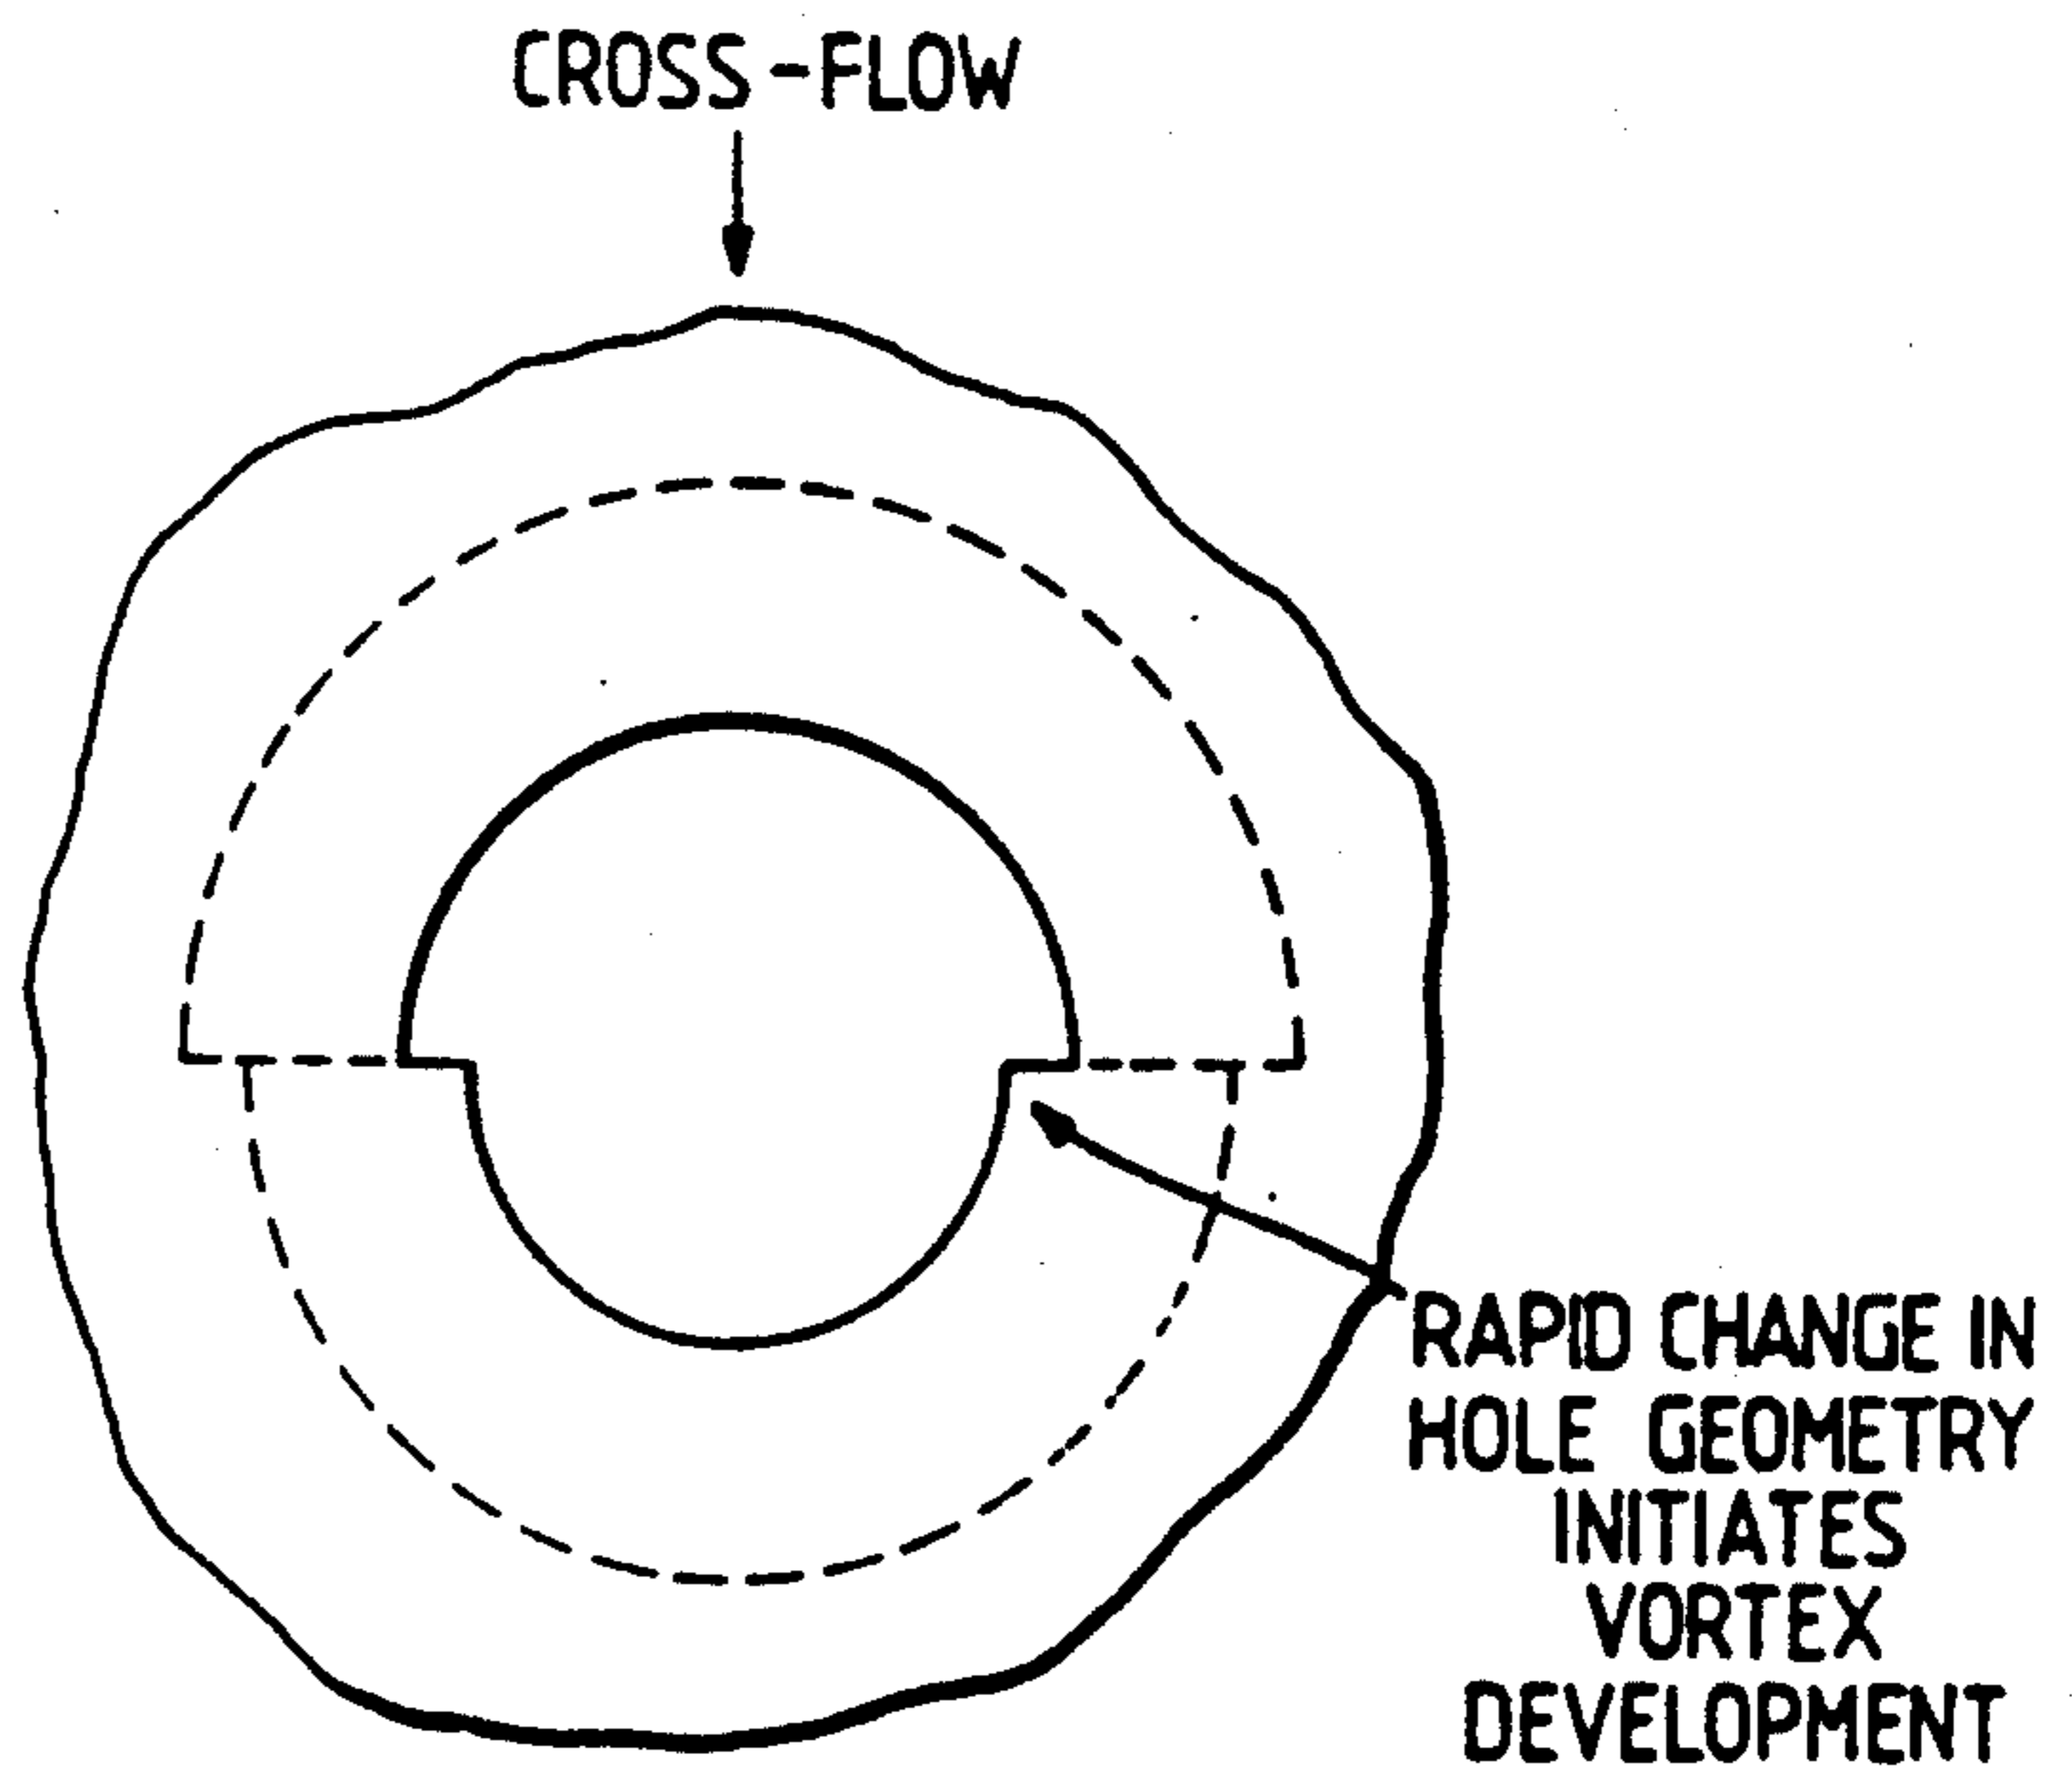 CROSS-FLOW
RAPID CHANGE IN
HOLE GEOMETRY
INITIATES
VORTEX
DEVELOPMENT